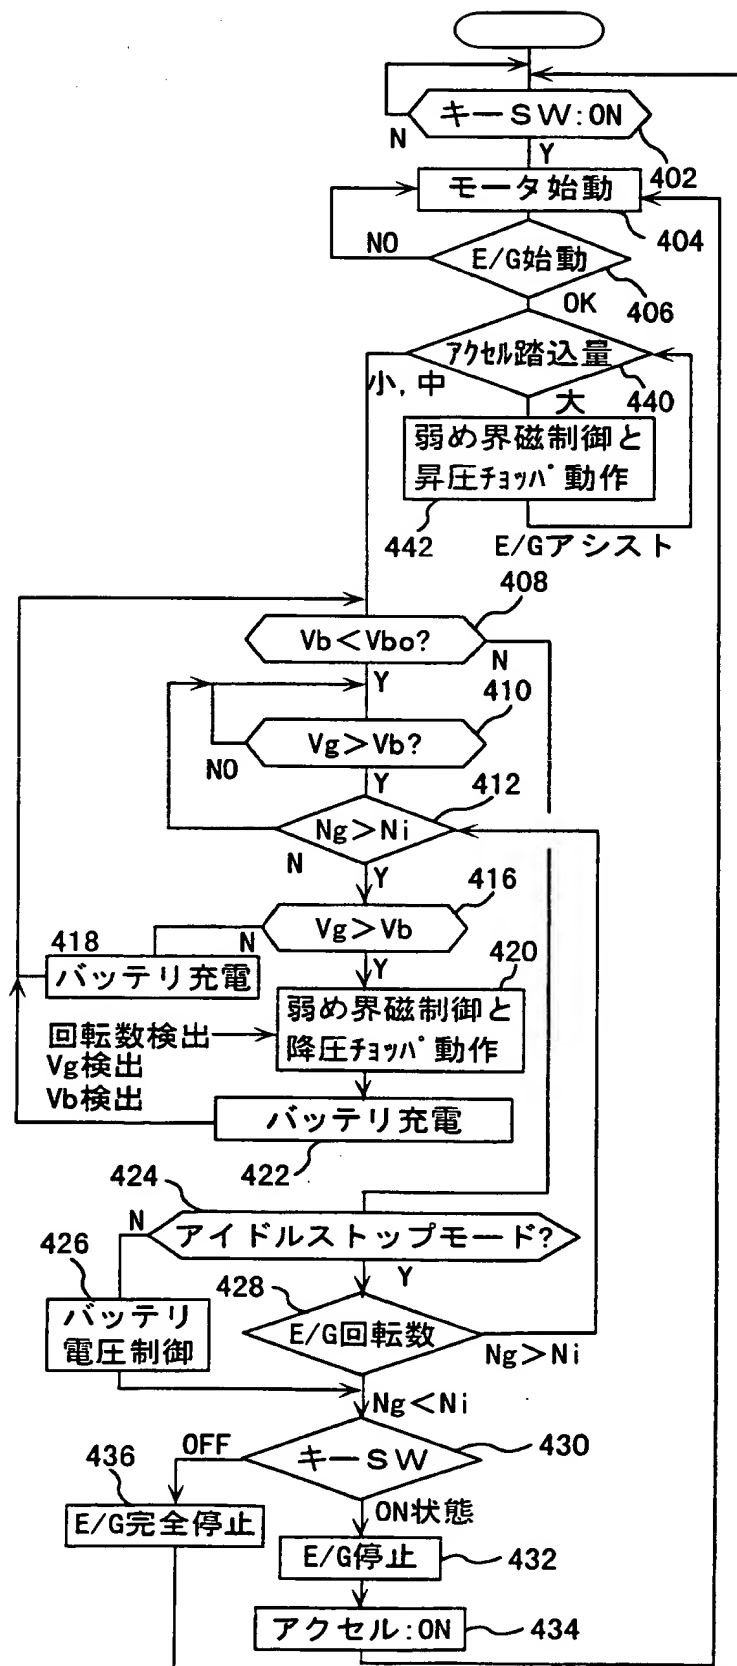 キーSW:ON
N
Y
402
モータ始動
404
NO
E/G始動
406
OK
アクセル踏込量
小,中
440
大
弱め界磁制御と
昇圧チョッパ動作
442
E/Gアシスト
408
Vb<Vbo?
N
Y
410
Vg>Vb?
NO
Y
412
Ng>Ni
N
Y
416
Vg>Vb
418
N
Y
420
バッテリ充電
弱め界磁制御と
降圧チョッパ動作
回転数検出
Vg検出
Vb検出
バッテリ充電
422
424
N
アイドルストップモード?
426
Y
428
バッテリ
電圧制御
E/G回転数
Ng>Ni
Ng<Ni
OFF
キーSW
430
436
ON状態
E/G完全停止
E/G停止
432
アクセル:ON
434